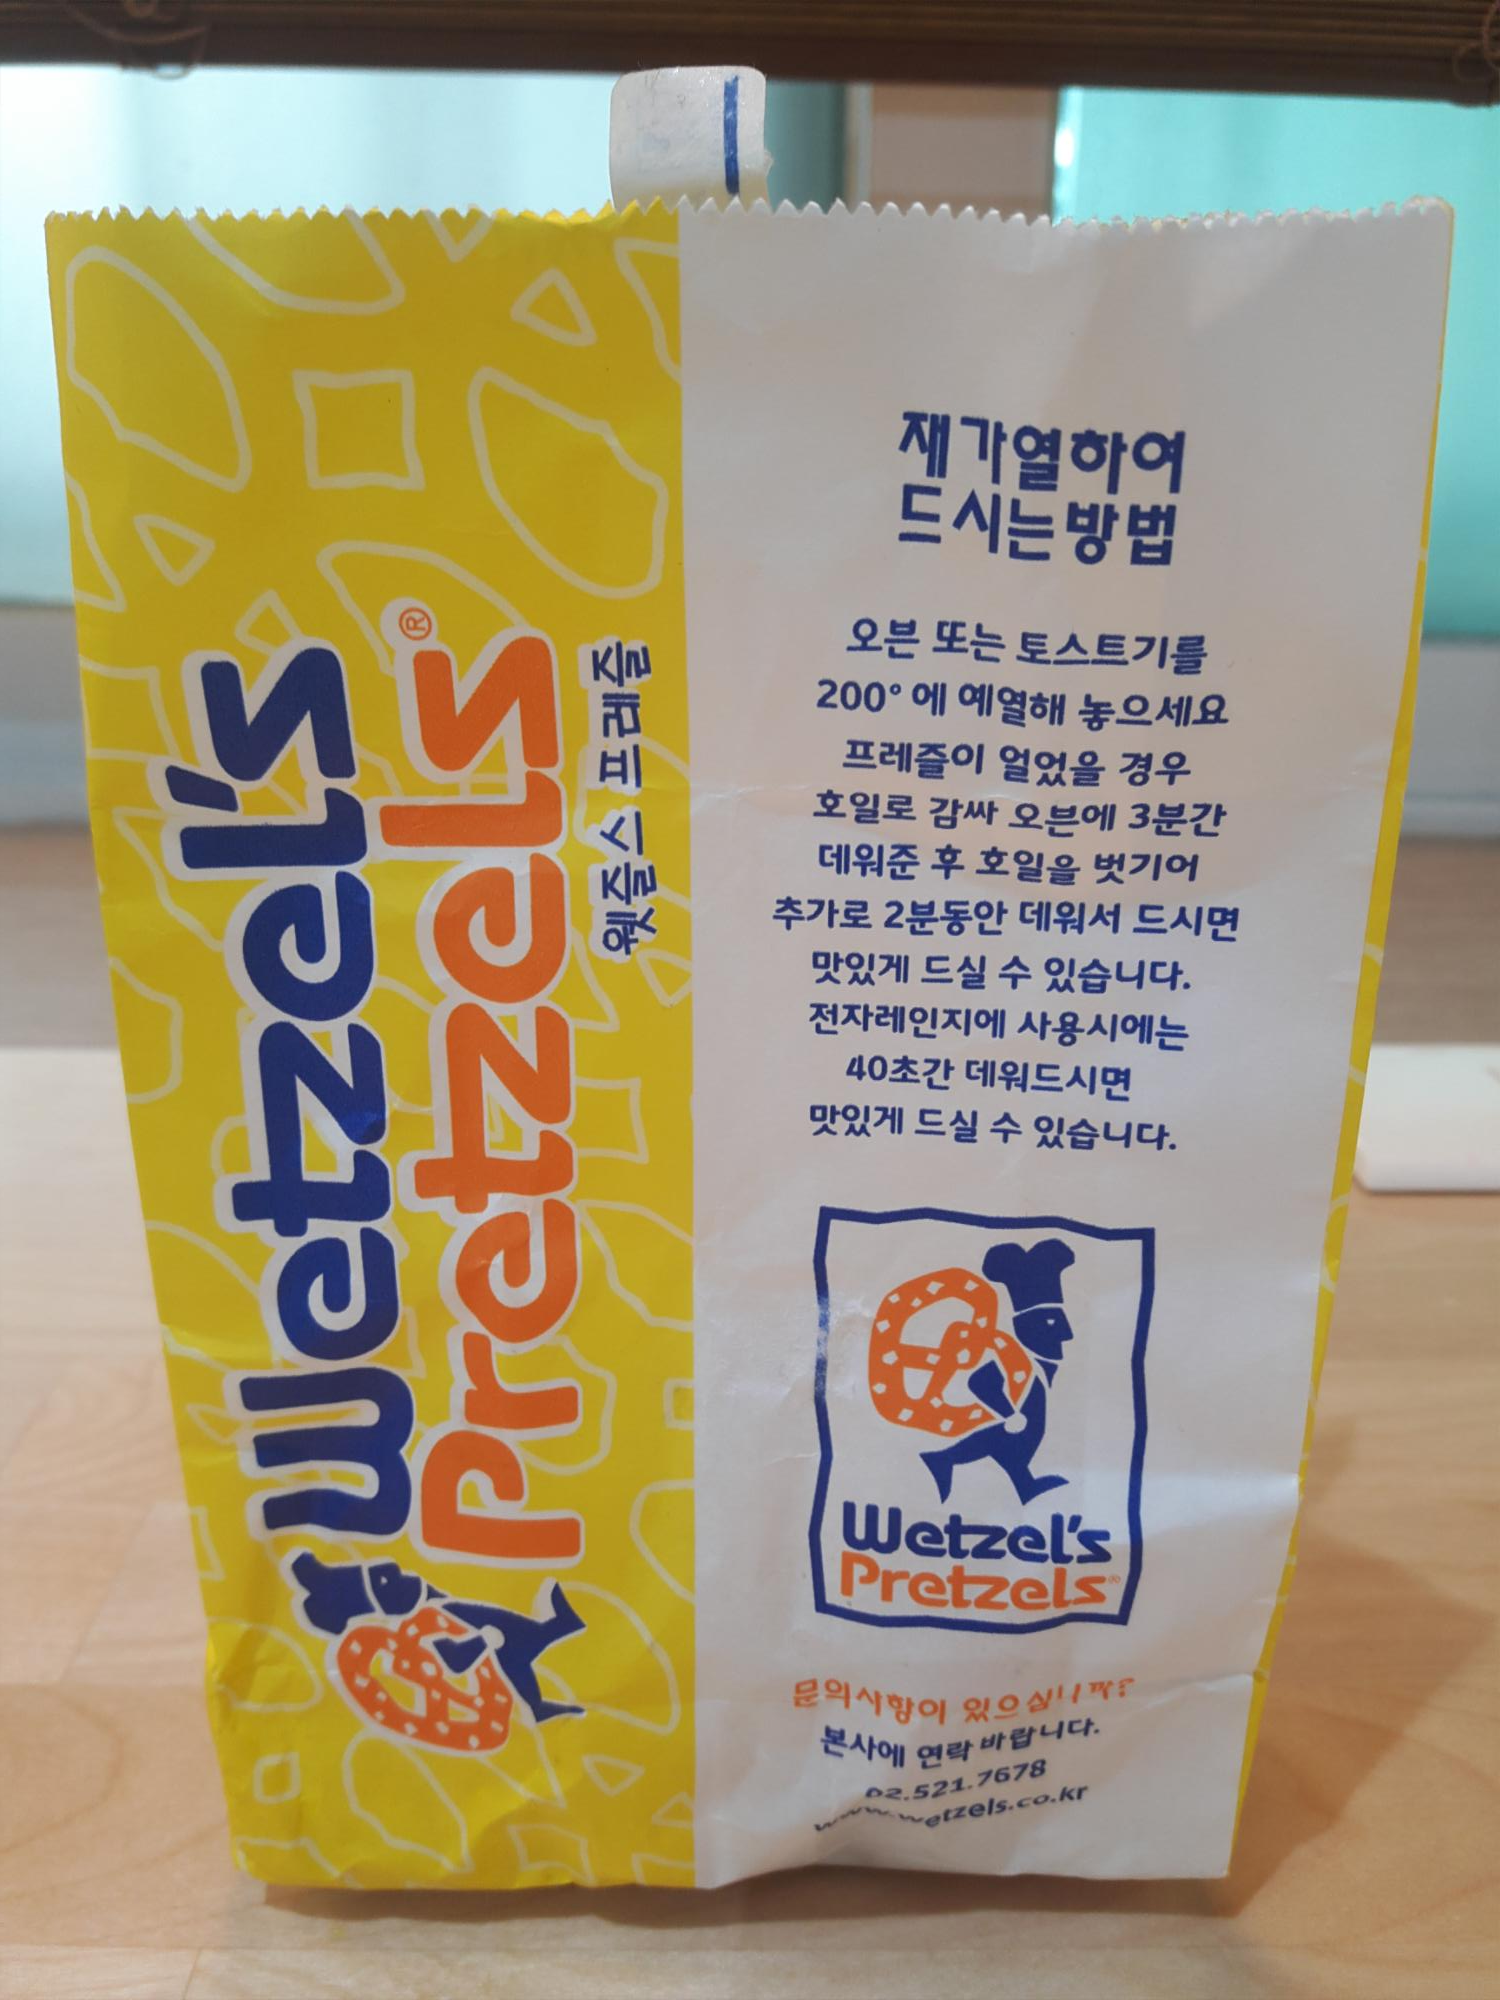 Wetzel's
Pretzels®
웻즐스 프레즐
재가열하여
드시는방법
오븐 또는 토스트기를
200° 에 예열해 놓으세요
프레즐이 얼었을 경우
호일로 감싸 오븐에 3분간
데워준 후 호일을 벗기어
추가로 2분동안 데워서 드시면
맛있게 드실 수 있습니다.
전자레인지에 사용시에는
40초간 데워드시면
맛있게 드실 수 있습니다.
Wetzel's
Pretzels®
문의사항이 있으십니까?
본사에 연락 바랍니다.
02.521.7678
www.wetzels.co.kr